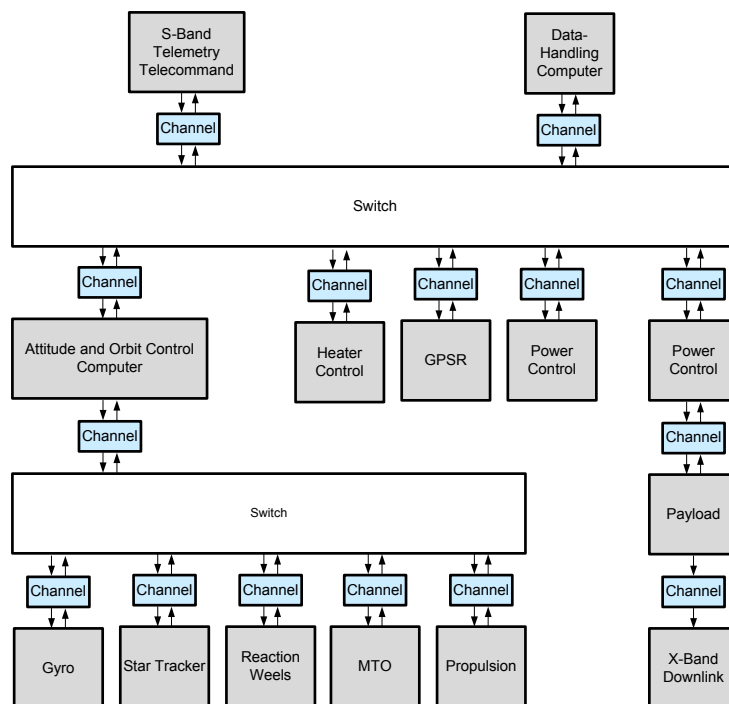 S-Band
Telemetry
Telecommand
Data-
Handling
Computer
Channel
Channel
Switch
Channel
Channel
Channel
Channel
Channel
Attitude and Orbit Control
Computer
Heater
Control
GPSR
Power
Control
Power
Control
Channel
Channel
Switch
Payload
Channel
Channel
Channel
Channel
Channel
Channel
Gyro
Star Tracker
Reaction
Weels
MTO
Propulsion
X-Band
Downlink